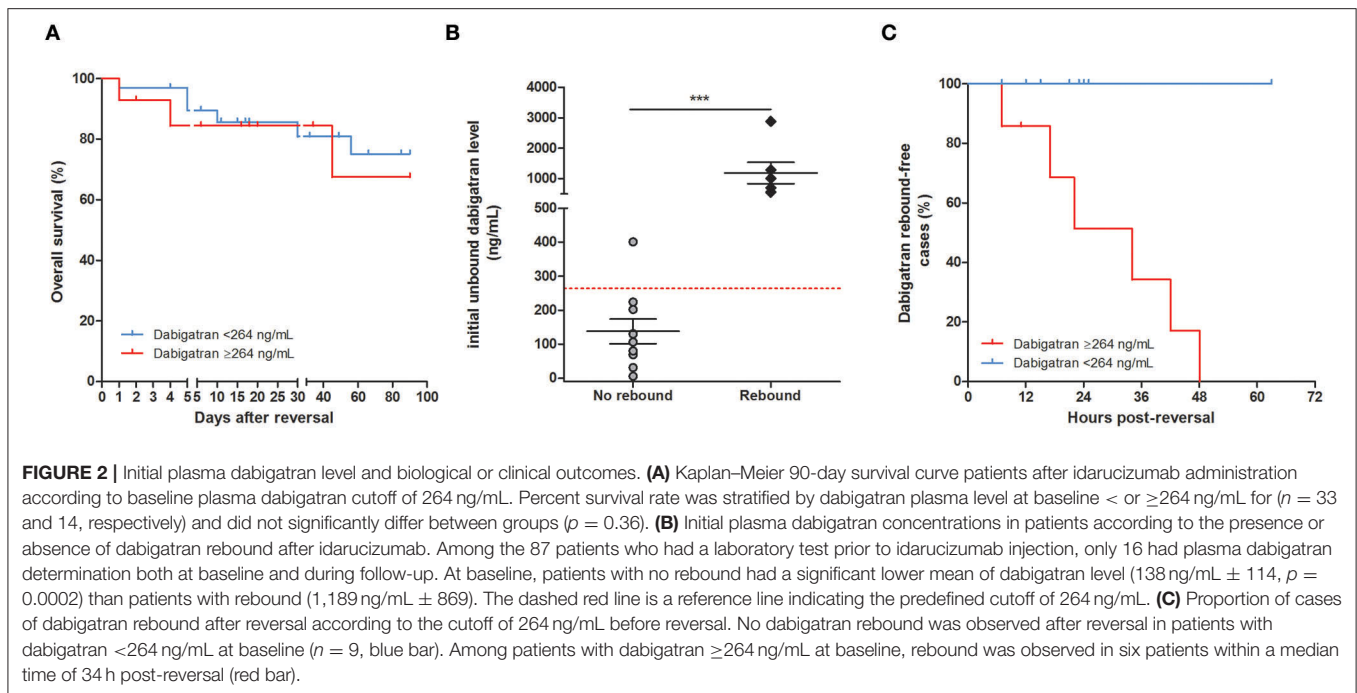 A
B
C
Overall survival (%)
100
80
60
40
20
0
Dabigatran <264 ng/mL
Dabigatran ≥264 ng/mL
0 1 2 3 4 5 5 10 15 20 25 30 30 40 60 80 100
Days after reversal
initial unbound dabigatran level
(ng/mL)
4000
3000
2000
1000
500
400
300
200
100
0
***
No rebound Rebound
Dabigatran rebound-free
cases (%)
100
80
60
40
20
0
Dabigatran ≥264 ng/mL
Dabigatran <264 ng/mL
0 12 24 36 48 60 72
Hours post-reversal
FIGURE 2 | Initial plasma dabigatran level and biological or clinical outcomes. (A) Kaplan–Meier 90-day survival curve patients after idarucizumab administration
according to baseline plasma dabigatran cutoff of 264 ng/mL. Percent survival rate was stratified by dabigatran plasma level at baseline < or ≥264 ng/mL for (n = 33
and 14, respectively) and did not significantly differ between groups (p = 0.36). (B) Initial plasma dabigatran concentrations in patients according to the presence or
absence of dabigatran rebound after idarucizumab. Among the 87 patients who had a laboratory test prior to idarucizumab injection, only 16 had plasma dabigatran
determination both at baseline and during follow-up. At baseline, patients with no rebound had a significant lower mean of dabigatran level (138 ng/mL ± 114, p =
0.0002) than patients with rebound (1,189 ng/mL ± 869). The dashed red line is a reference line indicating the predefined cutoff of 264 ng/mL. (C) Proportion of cases
of dabigatran rebound after reversal according to the cutoff of 264 ng/mL before reversal. No dabigatran rebound was observed after reversal in patients with
dabigatran <264 ng/mL at baseline (n = 9, blue bar). Among patients with dabigatran ≥264 ng/mL at baseline, rebound was observed in six patients within a median
time of 34 h post-reversal (red bar).